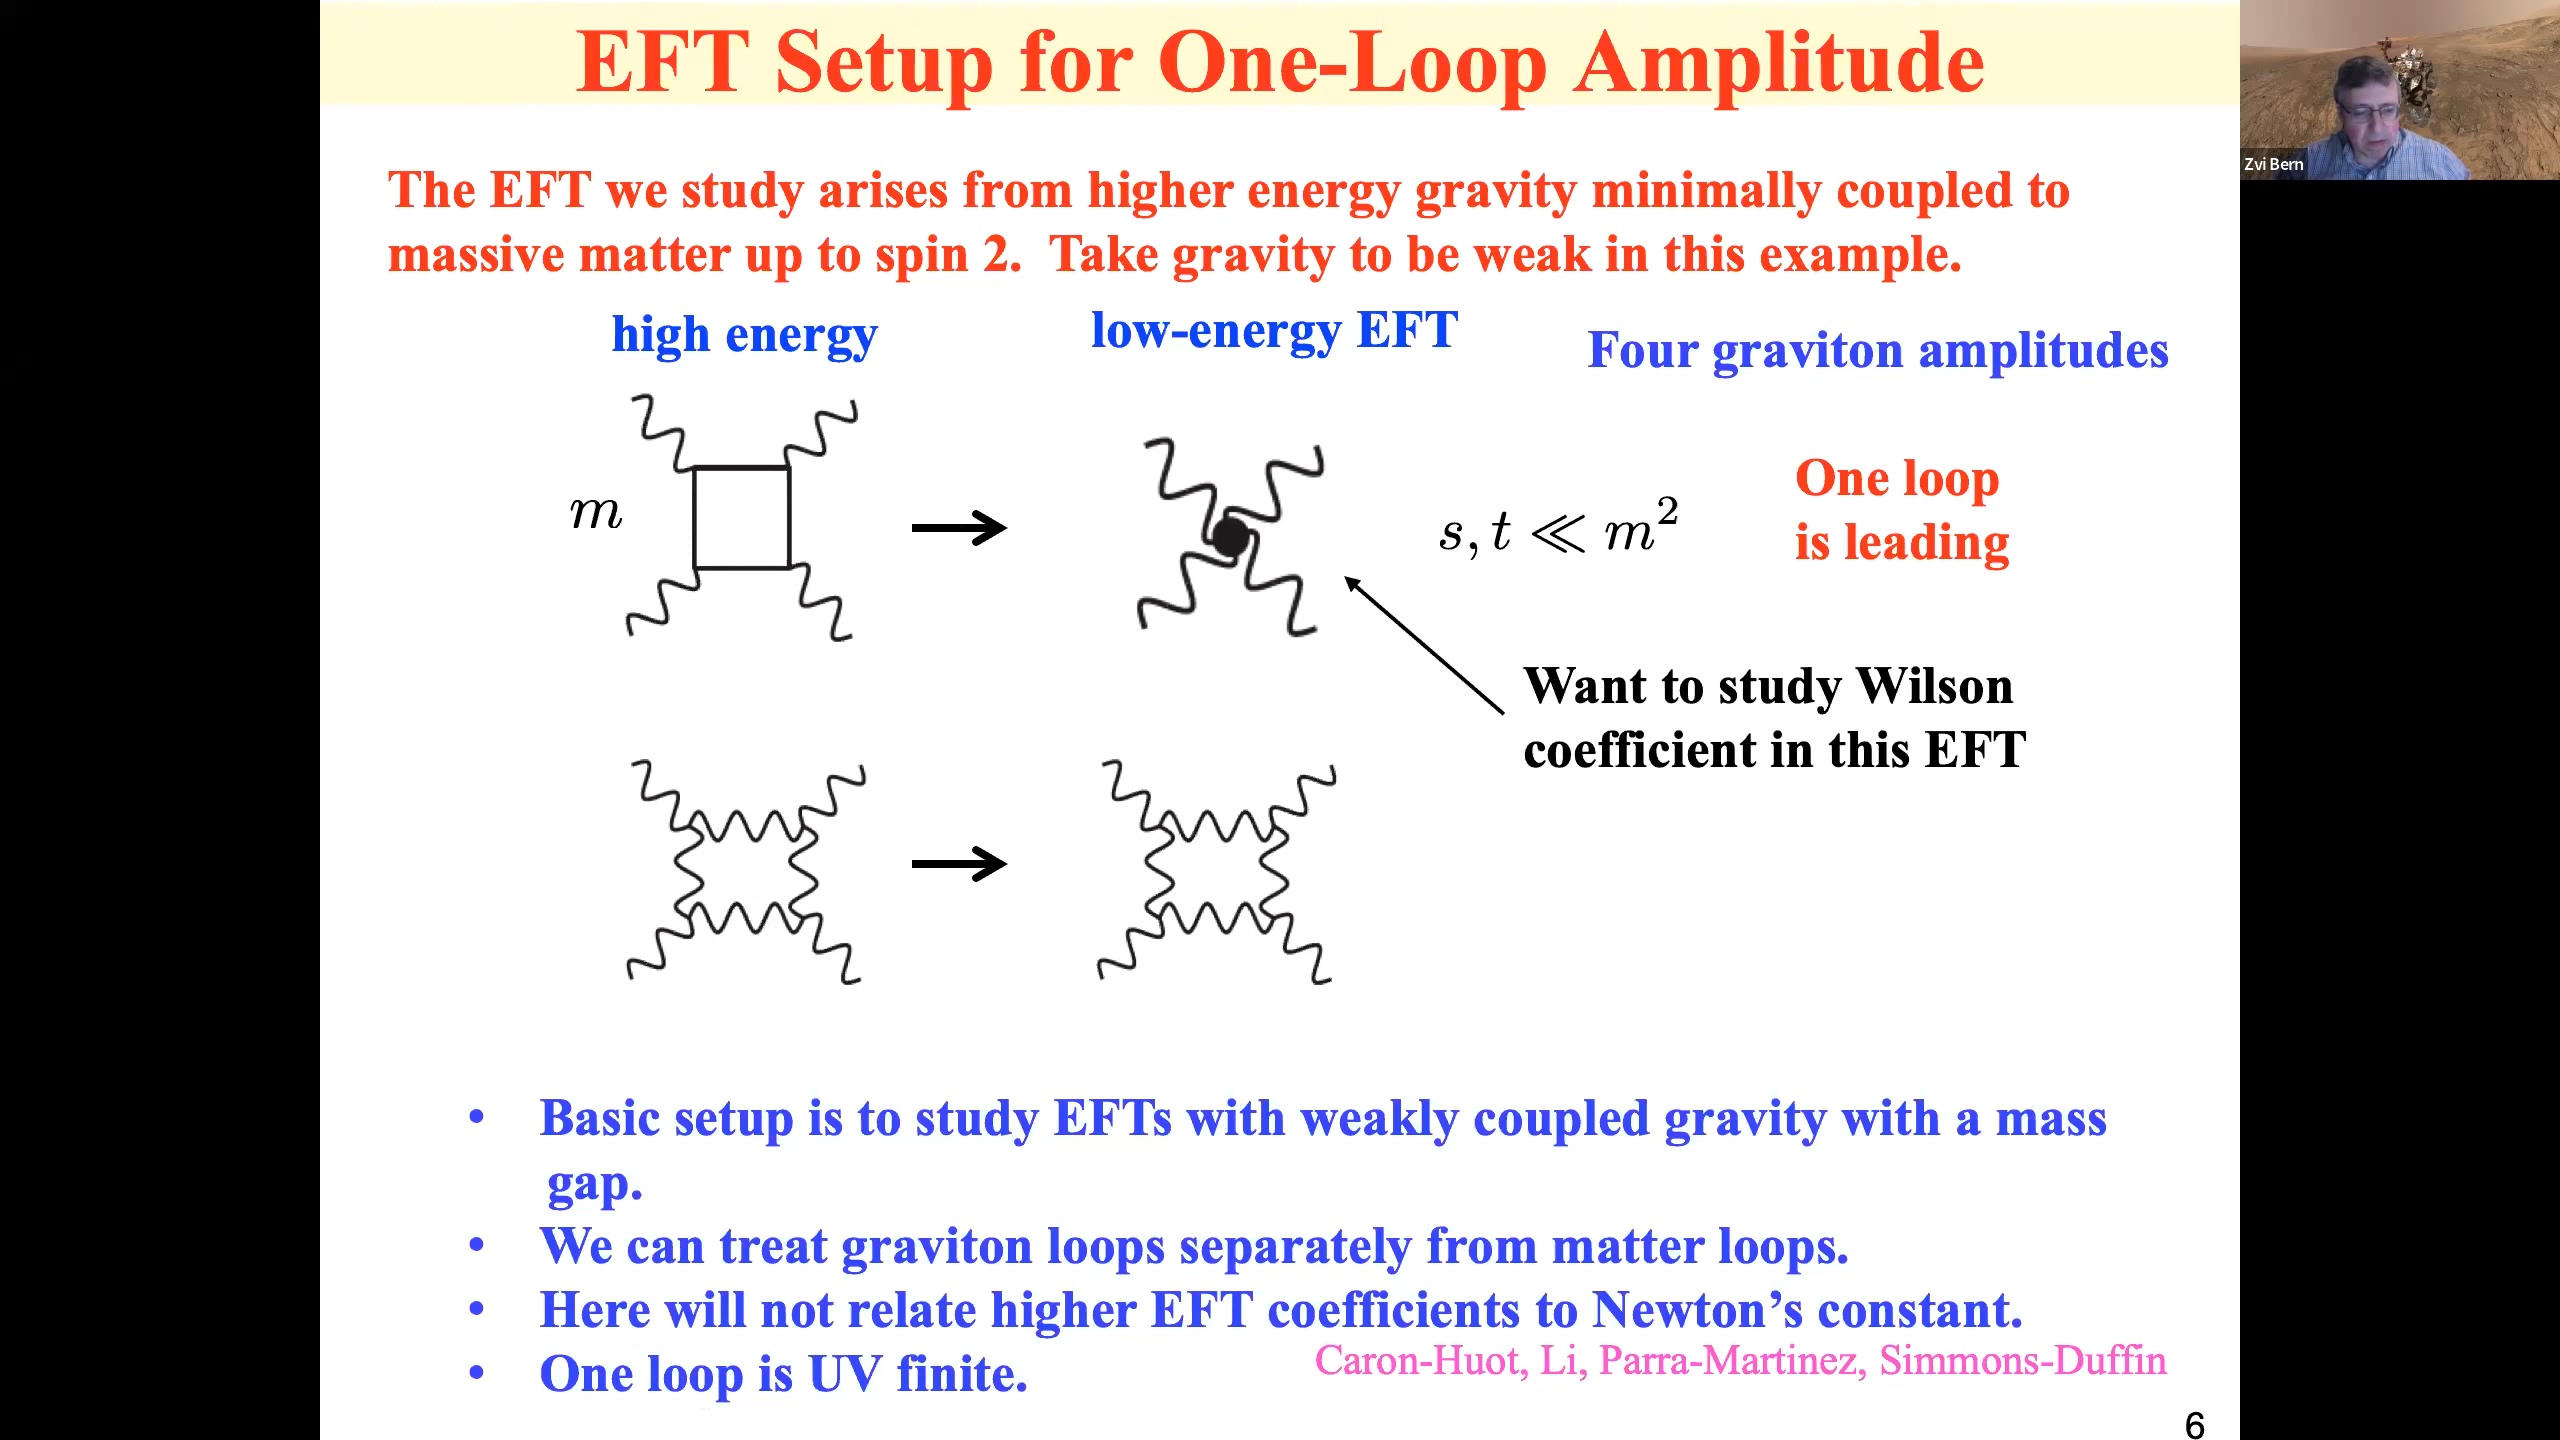 EFT Setup for One-Loop Amplitude
Zvi Bern
The EFT we study arises from higher energy gravity minimally coupled to
massive matter up to spin 2. Take gravity to be weak in this example.
high energy
low-energy EFT
Four graviton amplitudes
m
s, t ≪ m²
One loop
is leading
Want to study Wilson
coefficient in this EFT
• Basic setup is to study EFTs with weakly coupled gravity with a mass
gap.
• We can treat graviton loops separately from matter loops.
• Here will not relate higher EFT coefficients to Newton’s constant.
Caron-Huot, Li, Parra-Martinez, Simmons-Duffin
• One loop is UV finite.
6